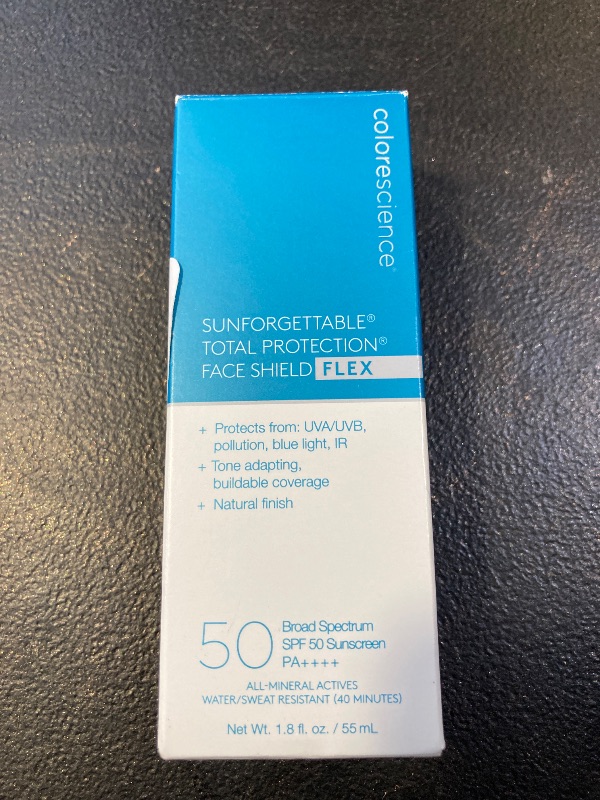 colorescience®
SUNFORGETTABLE®
TOTAL PROTECTION®
FACE SHIELD FLEX
+ Protects from: UVA/UVB,
pollution, blue light, IR
+ Tone adapting,
buildable coverage
+ Natural finish
50
Broad Spectrum
SPF 50 Sunscreen
PA++++
ALL-MINERAL ACTIVES
WATER/SWEAT RESISTANT (40 MINUTES)
Net Wt. 1.8 fl. oz. / 55 mL